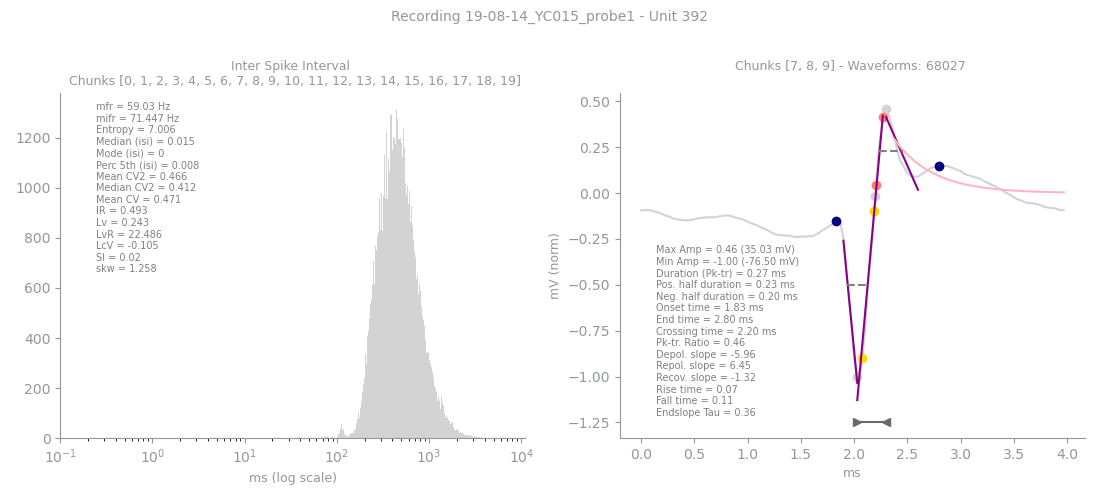 Recording 19-08-14_YC015_probe1 - Unit 392
Inter Spike Interval
Chunks [0, 1, 2, 3, 4, 5, 6, 7, 8, 9, 10, 11, 12, 13, 14, 15, 16, 17, 18, 19]
mfr = 59.03 Hz
mifr = 71.447 Hz
Entropy = 7.006
Median (isi) = 0.015
Mode (isi) = 0
Perc 5th (isi) = 0.008
Mean CV2 = 0.466
Median CV2 = 0.412
Mean CV = 0.471
IR = 0.493
Lv = 0.243
LvR = 22.486
LcV = -0.105
SI = 0.02
skw = 1.258
1200
1000
800
600
400
200
0
10⁻¹ 10⁰ 10¹ 10² 10³ 10⁴
ms (log scale)
Chunks [7, 8, 9] - Waveforms: 68027
0.50
0.25
0.00
−0.25
−0.50
−0.75
−1.00
−1.25
mV (norm)
Max Amp = 0.46 (35.03 mV)
Min Amp = -1.00 (-76.50 mV)
Duration (Pk-tr) = 0.27 ms
Pos. half duration = 0.23 ms
Neg. half duration = 0.20 ms
Onset time = 1.83 ms
End time = 2.80 ms
Crossing time = 2.20 ms
Pk-tr. Ratio = 0.46
Depol. slope = -5.96
Repol. slope = 6.45
Recov. slope = -1.32
Rise time = 0.07
Fall time = 0.11
Endslope Tau = 0.36
0.0 0.5 1.0 1.5 2.0 2.5 3.0 3.5 4.0
ms